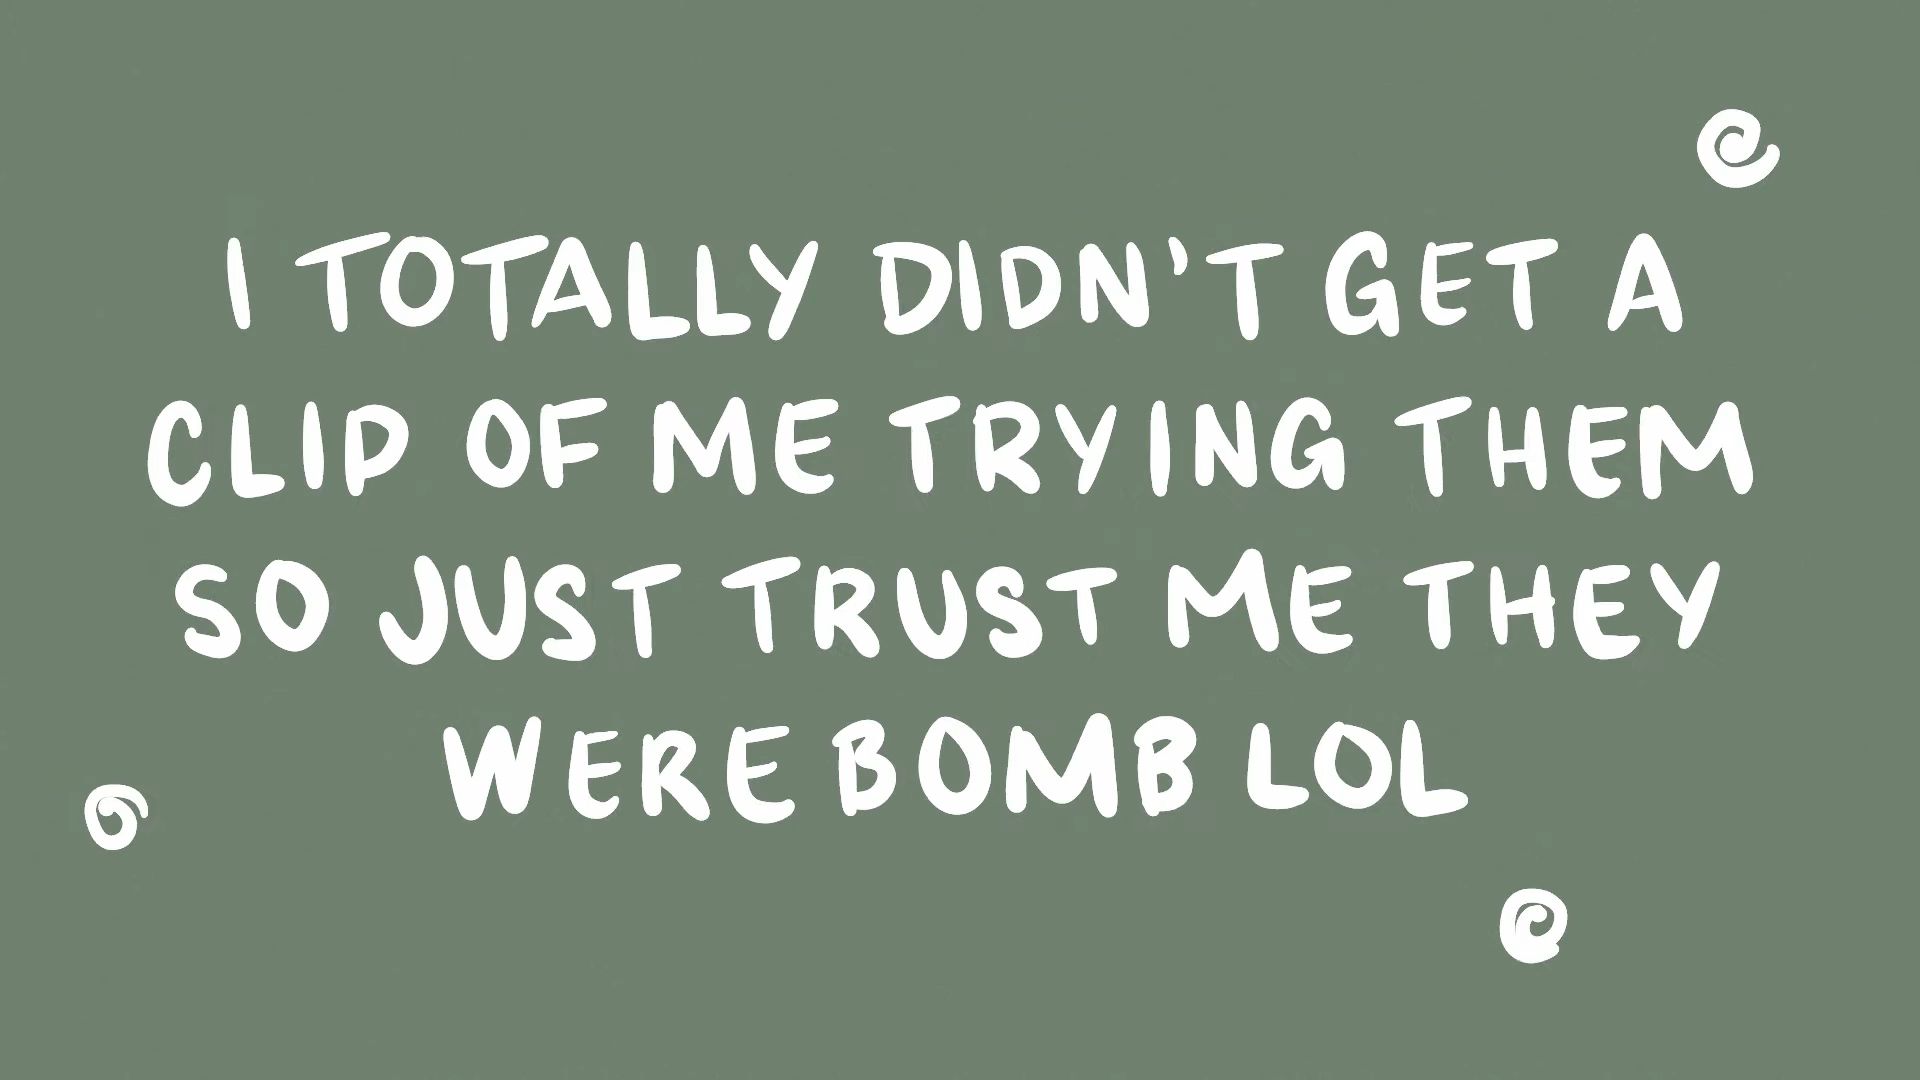 I TOTALLY DIDN'T GET A
CLIP OF ME TRYING THEM
SO JUST TRUST ME THEY
WERE BOMB LOL